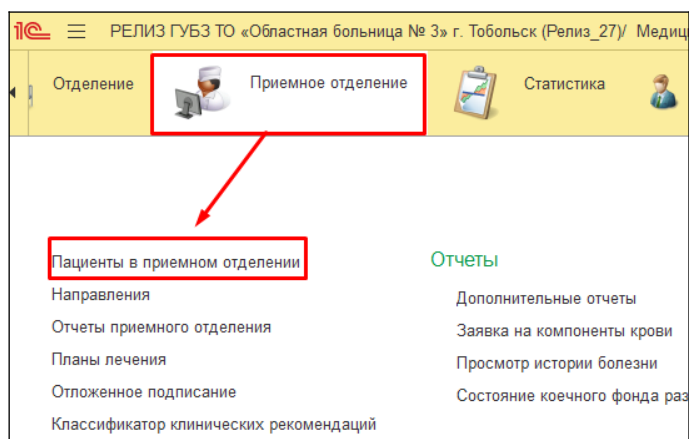 1С РЕЛИЗ ГУБЗ ТО «Областная больница № 3» г. Тобольск (Релиз_27)/ Медиц
Отделение Приемное отделение Статистика
Пациенты в приемном отделении
Направления
Отчеты приемного отделения
Планы лечения
Отложенное подписание
Классификатор клинических рекомендаций
Отчеты
Дополнительные отчеты
Заявка на компоненты крови
Просмотр истории болезни
Состояние коечного фонда раз